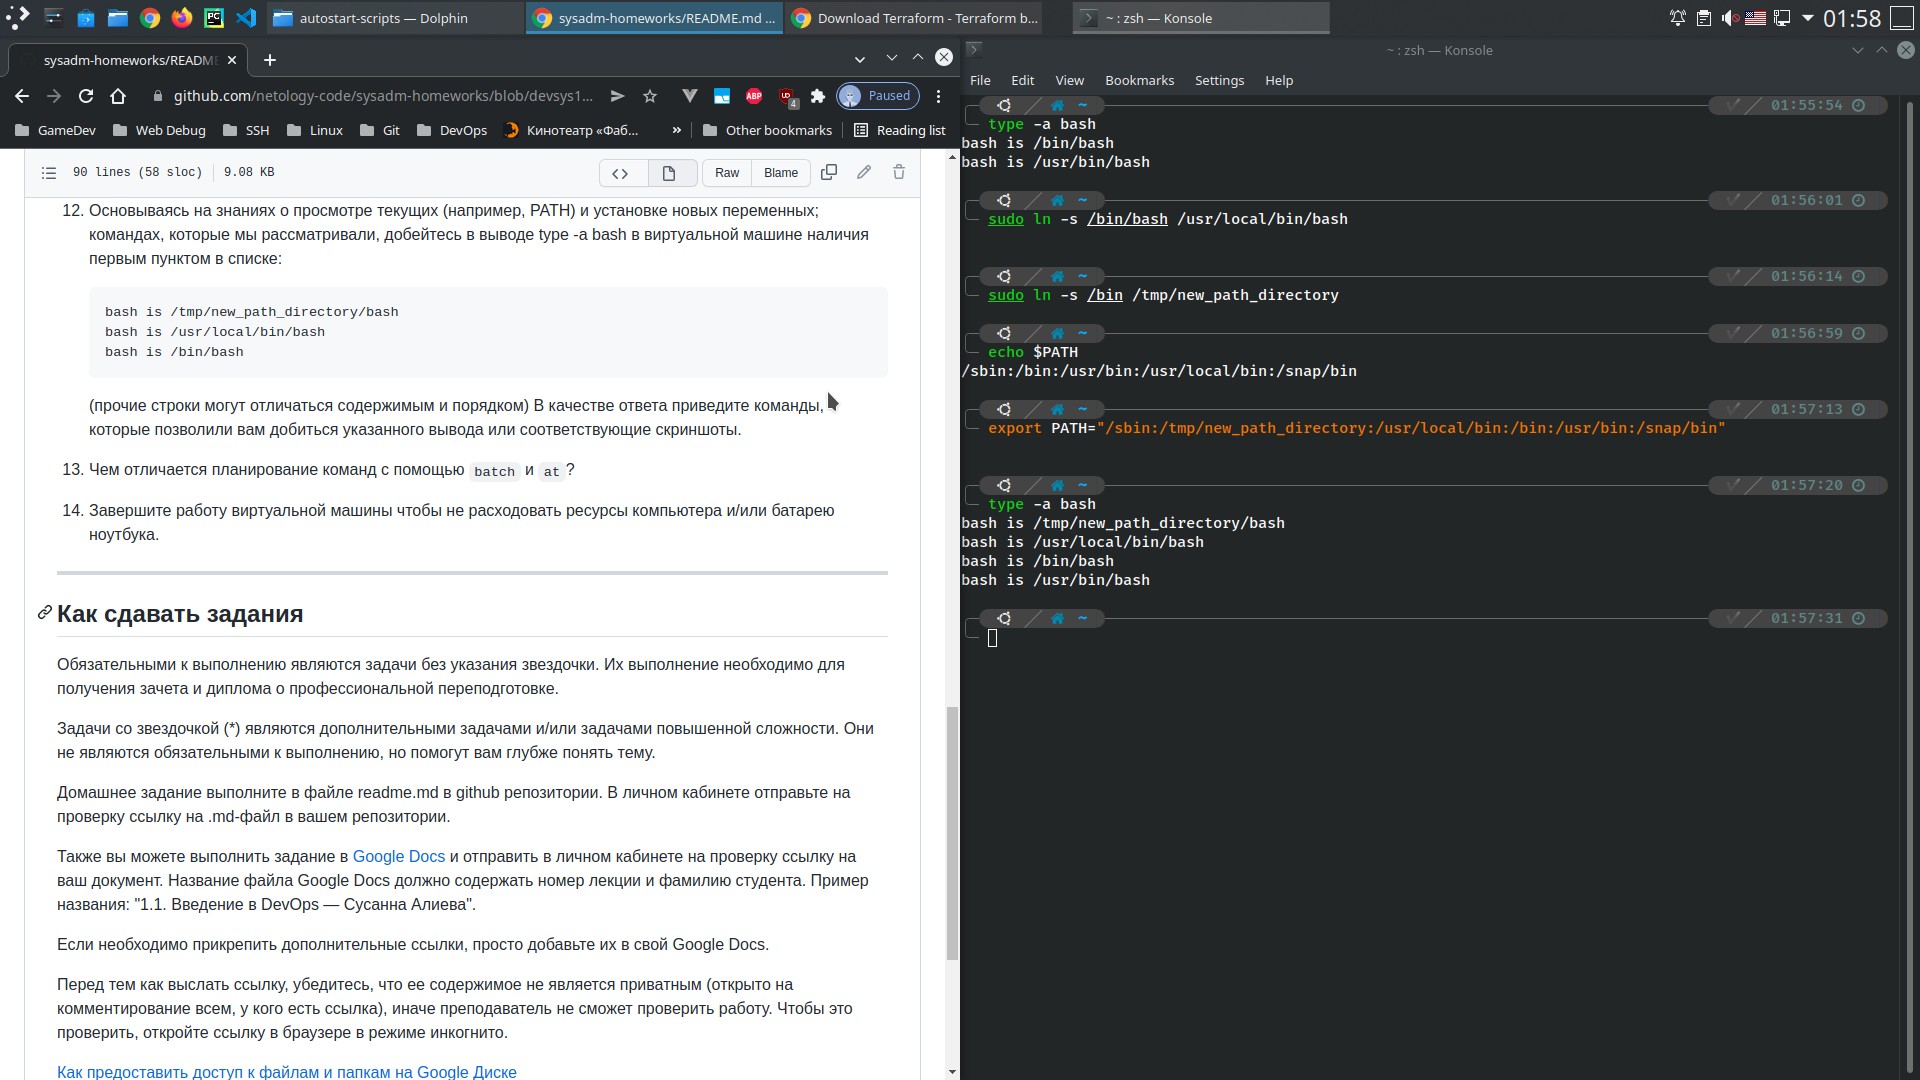 autostart-scripts — Dolphin
sysadm-homeworks/README.md ...
Download Terraform - Terraform b...
~ : zsh — Konsole
01:58
sysadm-homeworks/READM
~ : zsh — Konsole
github.com/netology-code/sysadm-homeworks/blob/devsys1...
ABP
4
Paused
File Edit View Bookmarks Settings Help
GameDev
Web Debug
SSH
Linux
Git
DevOps
Кинотеатр «Фаб...
»
Other bookmarks
Reading list
90 lines (58 sloc) 9.08 KB
Raw
Blame
12. Основываясь на знаниях о просмотре текущих (например, PATH) и установке новых переменных;
командах, которые мы рассматривали, добейтесь в выводе type -a bash в виртуальной машине наличия
первым пунктом в списке:
bash is /tmp/new_path_directory/bash
bash is /usr/local/bin/bash
bash is /bin/bash
(прочие строки могут отличаться содержимым и порядком) В качестве ответа приведите команды,
которые позволили вам добиться указанного вывода или соответствующие скриншоты.
13. Чем отличается планирование команд с помощью batch и at ?
14. Завершите работу виртуальной машины чтобы не расходовать ресурсы компьютера и/или батарею
ноутбука.
Как сдавать задания
Обязательными к выполнению являются задачи без указания звездочки. Их выполнение необходимо для
получения зачета и диплома о профессиональной переподготовке.
Задачи со звездочкой (*) являются дополнительными задачами и/или задачами повышенной сложности. Они
не являются обязательными к выполнению, но помогут вам глубже понять тему.
Домашнее задание выполните в файле readme.md в github репозитории. В личном кабинете отправьте на
проверку ссылку на .md-файл в вашем репозитории.
Также вы можете выполнить задание в Google Docs и отправить в личном кабинете на проверку ссылку на
ваш документ. Название файла Google Docs должно содержать номер лекции и фамилию студента. Пример
названия: "1.1. Введение в DevOps — Сусанна Алиева".
Если необходимо прикрепить дополнительные ссылки, просто добавьте их в свой Google Docs.
Перед тем как выслать ссылку, убедитесь, что ее содержимое не является приватным (открыто на
комментирование всем, у кого есть ссылка), иначе преподаватель не сможет проверить работу. Чтобы это
проверить, откройте ссылку в браузере в режиме инкогнито.
Как предоставить доступ к файлам и папкам на Google Диске
~ 01:55:54
type -a bash
bash is /bin/bash
bash is /usr/bin/bash
~ 01:56:01
sudo ln -s /bin/bash /usr/local/bin/bash
~ 01:56:14
sudo ln -s /bin /tmp/new_path_directory
~ 01:56:59
echo $PATH
/sbin:/bin:/usr/bin:/usr/local/bin:/snap/bin
~ 01:57:13
export PATH="/sbin:/tmp/new_path_directory:/usr/local/bin:/bin:/usr/bin:/snap/bin"
~ 01:57:20
type -a bash
bash is /tmp/new_path_directory/bash
bash is /usr/local/bin/bash
bash is /bin/bash
bash is /usr/bin/bash
~ 01:57:31